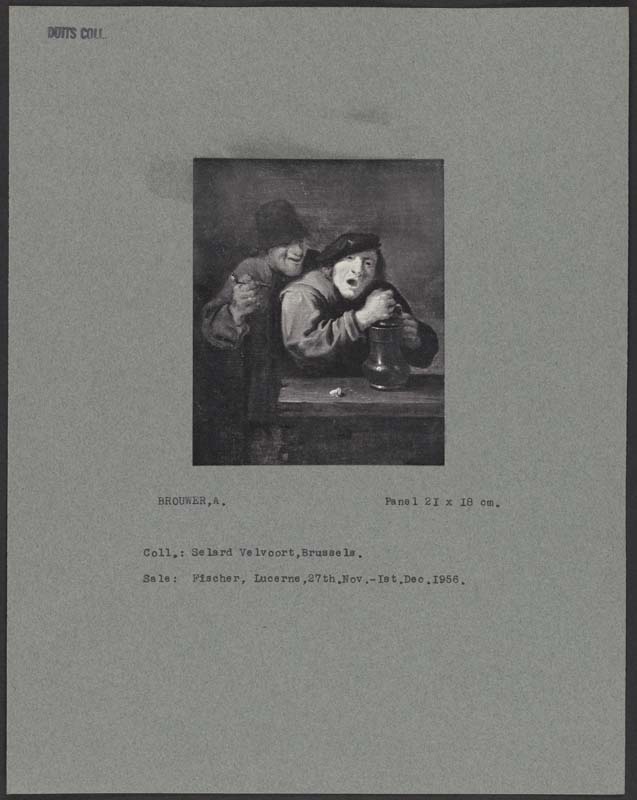 DUITS COLL.
BROUWER,A.
Panel 21 x 18 cm.
Coll.: Selard Velvoort,Brussels.
Sale: Fischer, Lucerne,27th.Nov.-1st.Dec.1956.